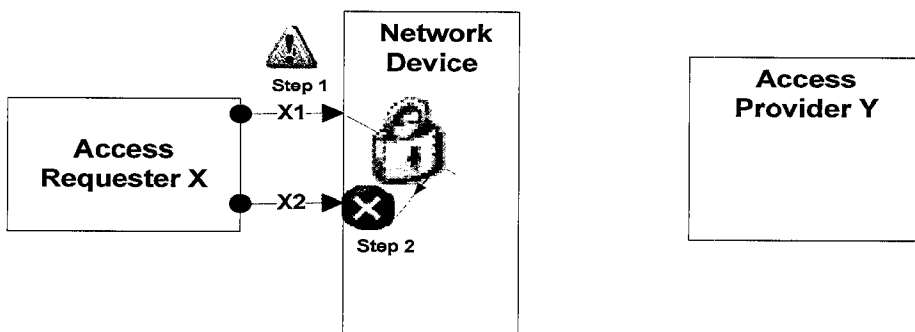 Network
Device
Step 1
Access
Provider Y
X1
Access
Requester X
X2
Step 2